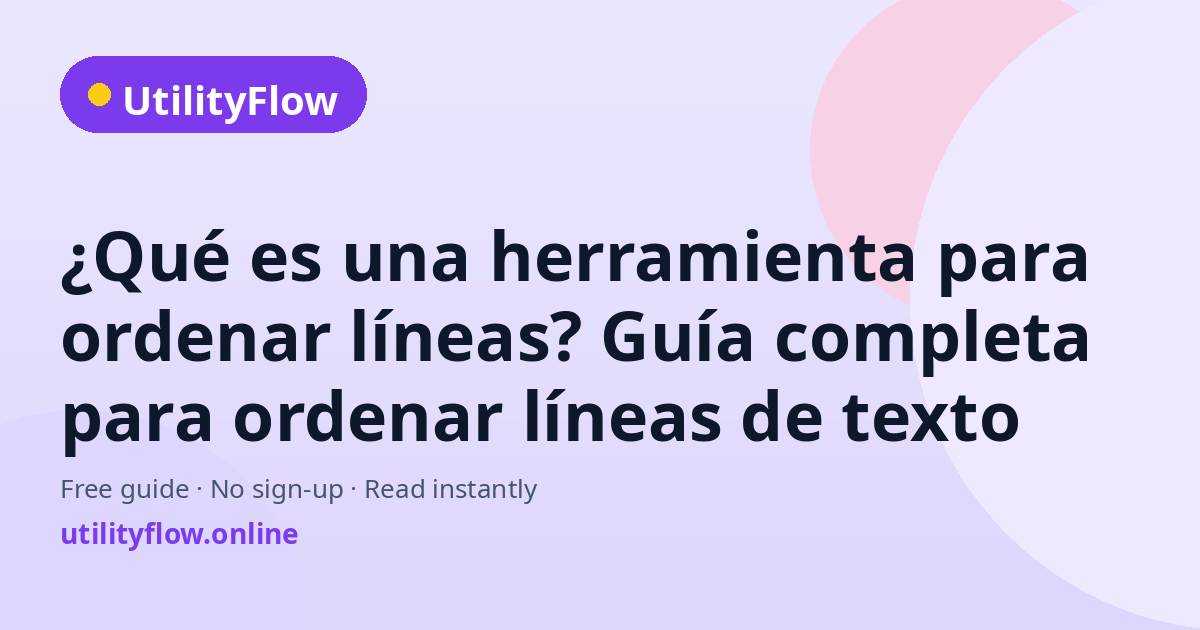 UtilityFlow
¿Qué es una herramienta para
ordenar líneas? Guía completa
para ordenar líneas de texto
Free guide · No sign-up · Read instantly
utilityflow.online